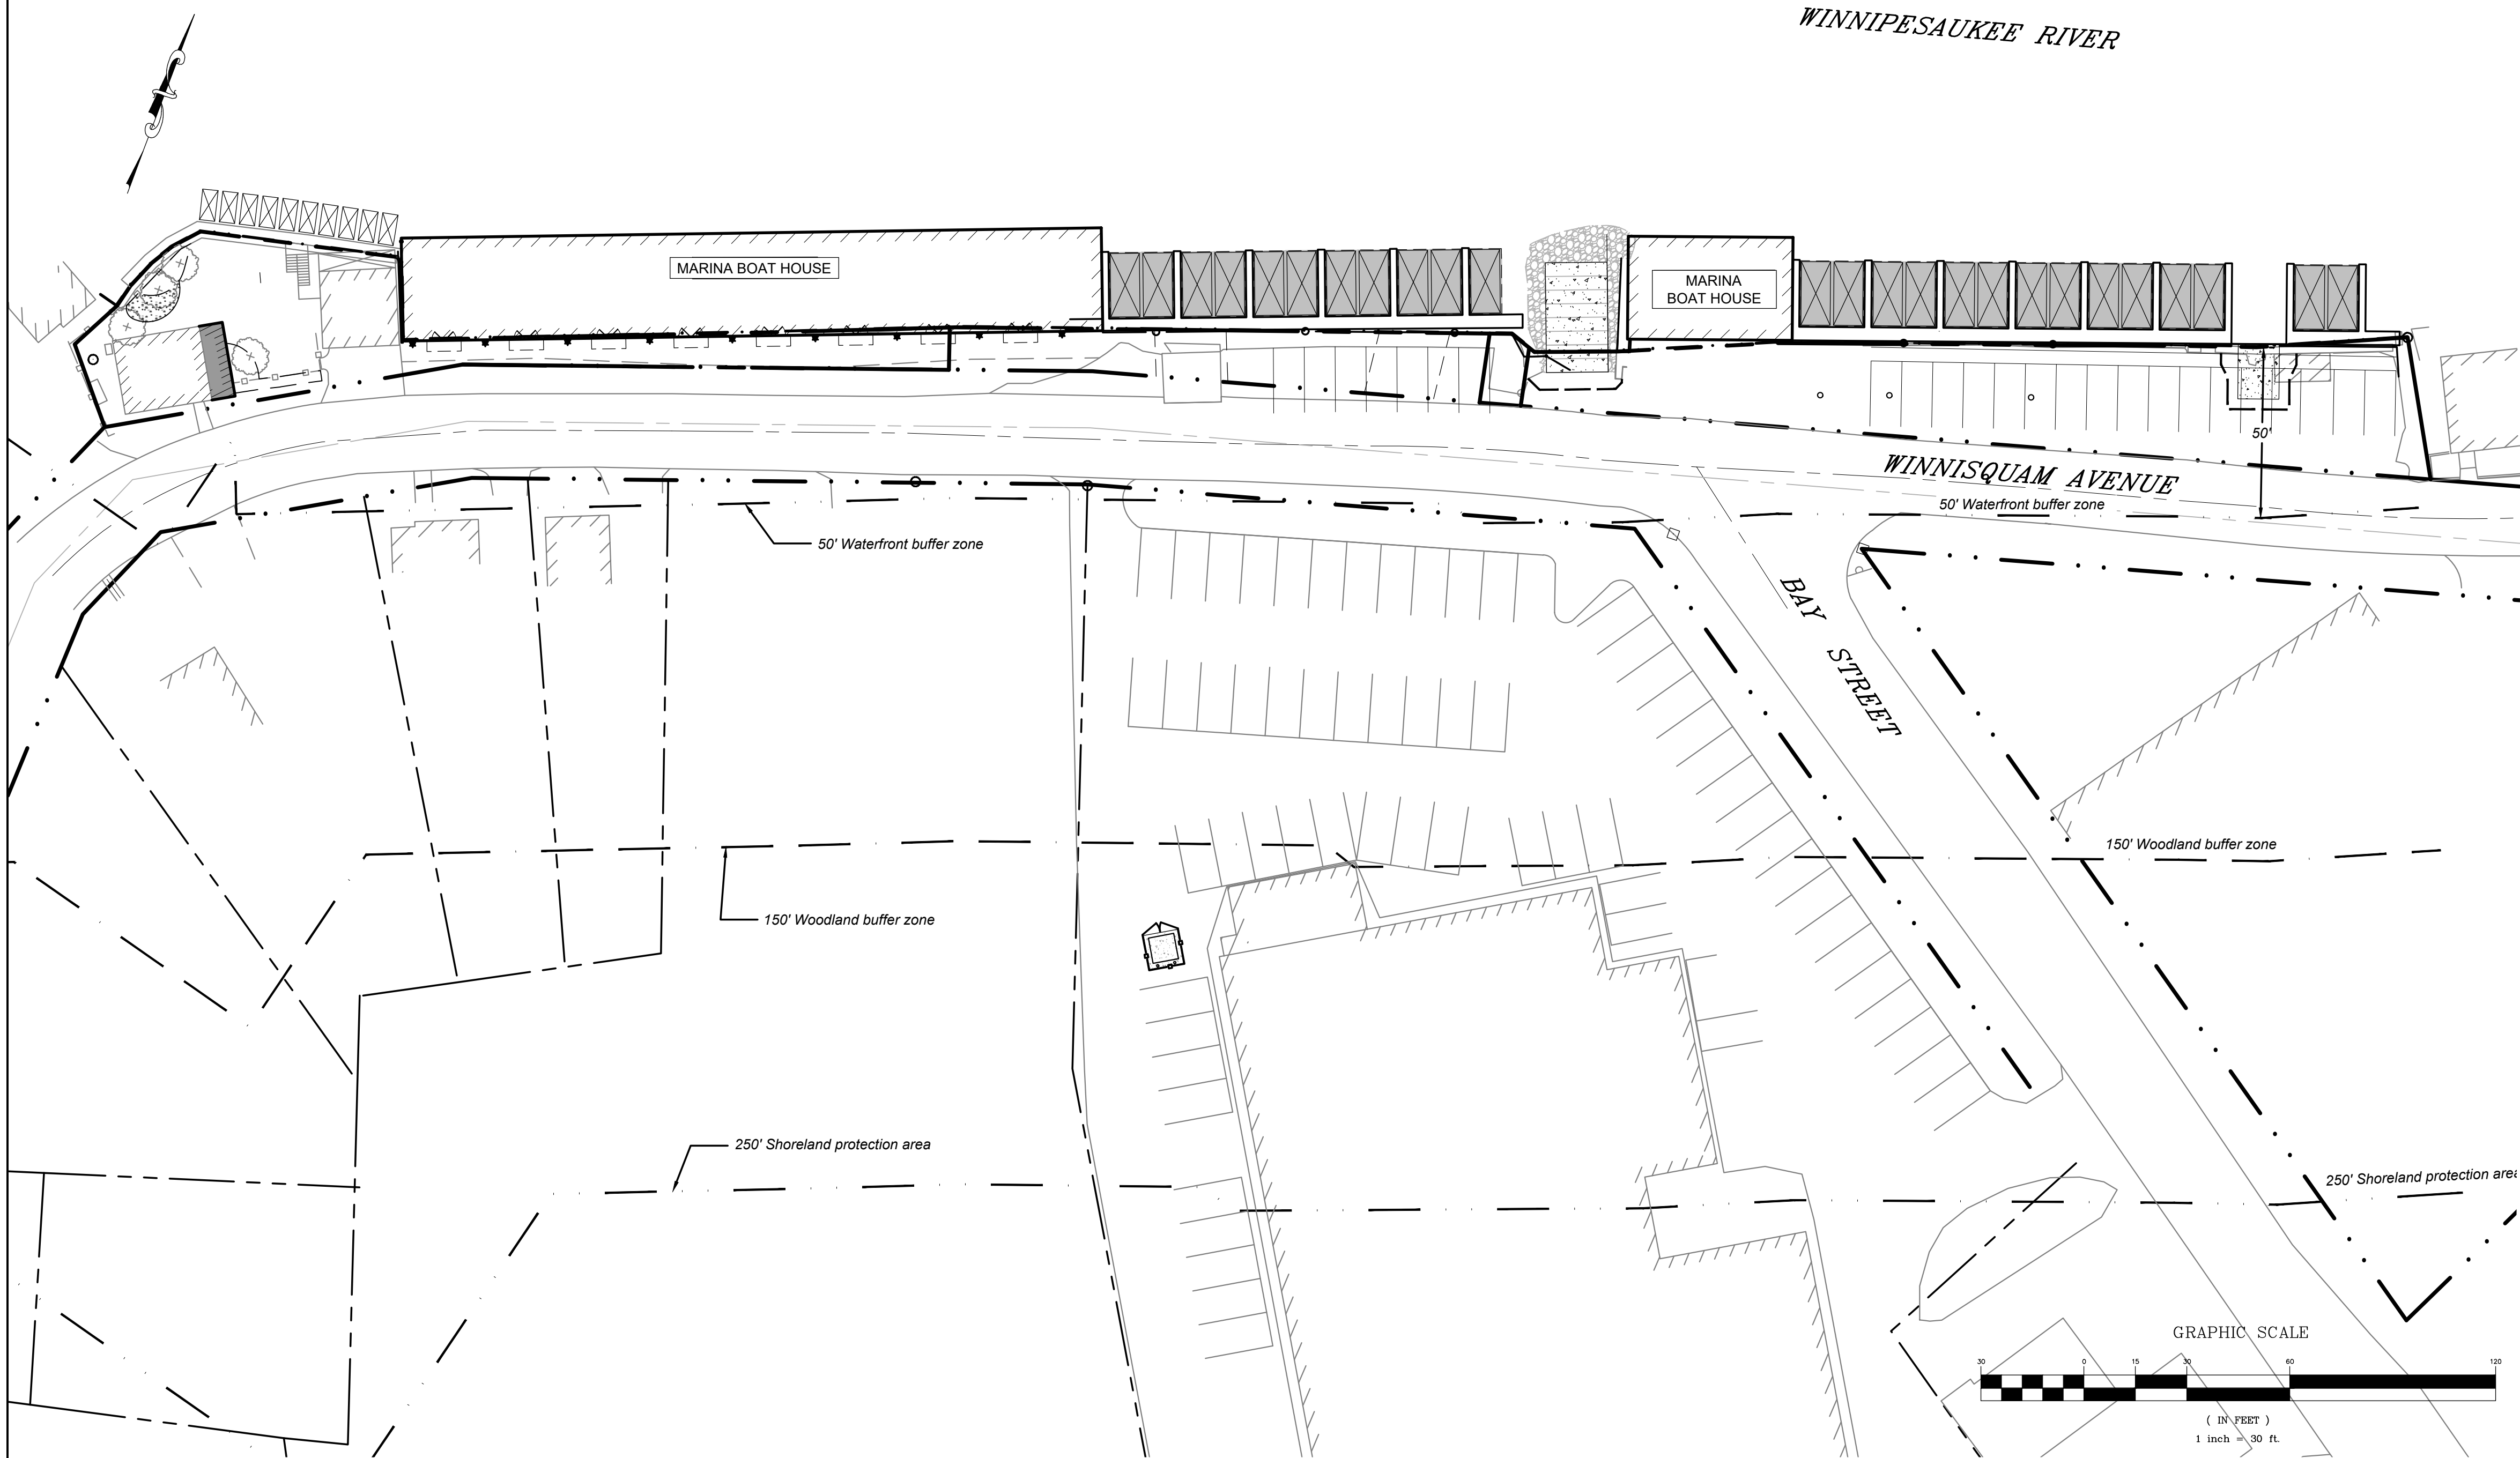 WINNIPESAUKEE RIVER
MARINA BOAT HOUSE
MARINA
BOAT HOUSE
50'
WINNISQUAM AVENUE
50' Waterfront buffer zone
50' Waterfront buffer zone
BAY STREET
150' Woodland buffer zone
150' Woodland buffer zone
250' Shoreland protection area
250' Shoreland protection area
GRAPHIC SCALE
30 0 15 30 60 120
( IN FEET )
1 inch = 30 ft.